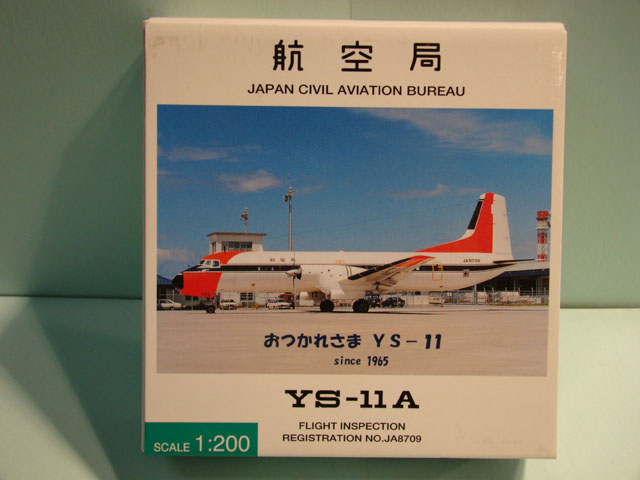 航空局
JAPAN CIVIL AVIATION BUREAU
おつかれさま YS-11
since 1965
YS-11A
FLIGHT INSPECTION
REGISTRATION NO.JA8709
SCALE 1:200